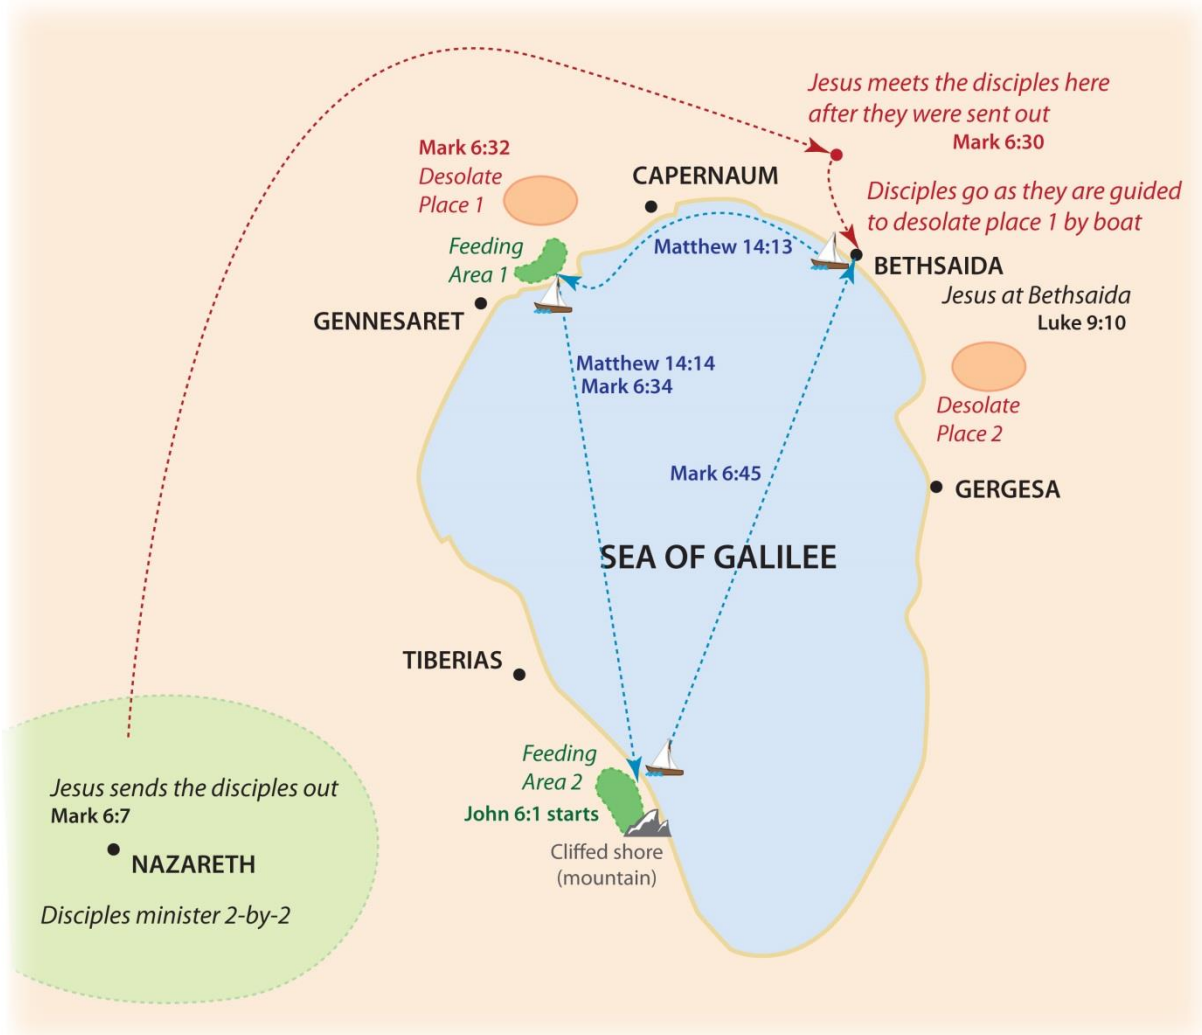 Jesus meets the disciples here
after they were sent out
Mark 6:30
Mark 6:32
Desolate
Place 1
CAPERNAUM
Disciples go as they are guided
to desolate place 1 by boat
Feeding
Area 1
Matthew 14:13
BETHSAIDA
Jesus at Bethsaida
Luke 9:10
GENNESARET
Matthew 14:14
Mark 6:34
Desolate
Place 2
Mark 6:45
GERGESA
SEA OF GALILEE
TIBERIAS
Feeding
Area 2
John 6:1 starts
Cliffed shore
(mountain)
Jesus sends the disciples out
Mark 6:7
NAZARETH
Disciples minister 2-by-2